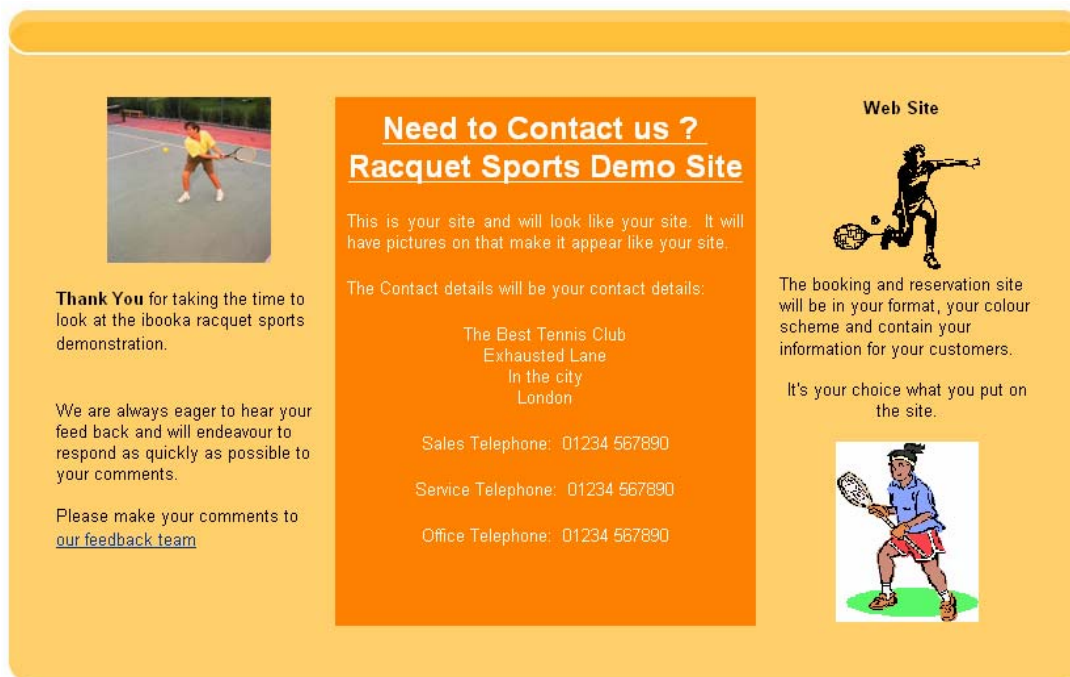 Thank You for taking the time to
look at the ibooka racquet sports
demonstration.
We are always eager to hear your
feed back and will endeavour to
respond as quickly as possible to
your comments.
Please make your comments to
our feedback team
Need to Contact us ?
Racquet Sports Demo Site
This is your site and will look like your site. It will
have pictures on that make it appear like your site.
The Contact details will be your contact details:
The Best Tennis Club
Exhausted Lane
In the city
London
Sales Telephone: 01234 567890
Service Telephone: 01234 567890
Office Telephone: 01234 567890
Web Site
The booking and reservation site
will be in your format, your colour
scheme and contain your
information for your customers.
It's your choice what you put on
the site.